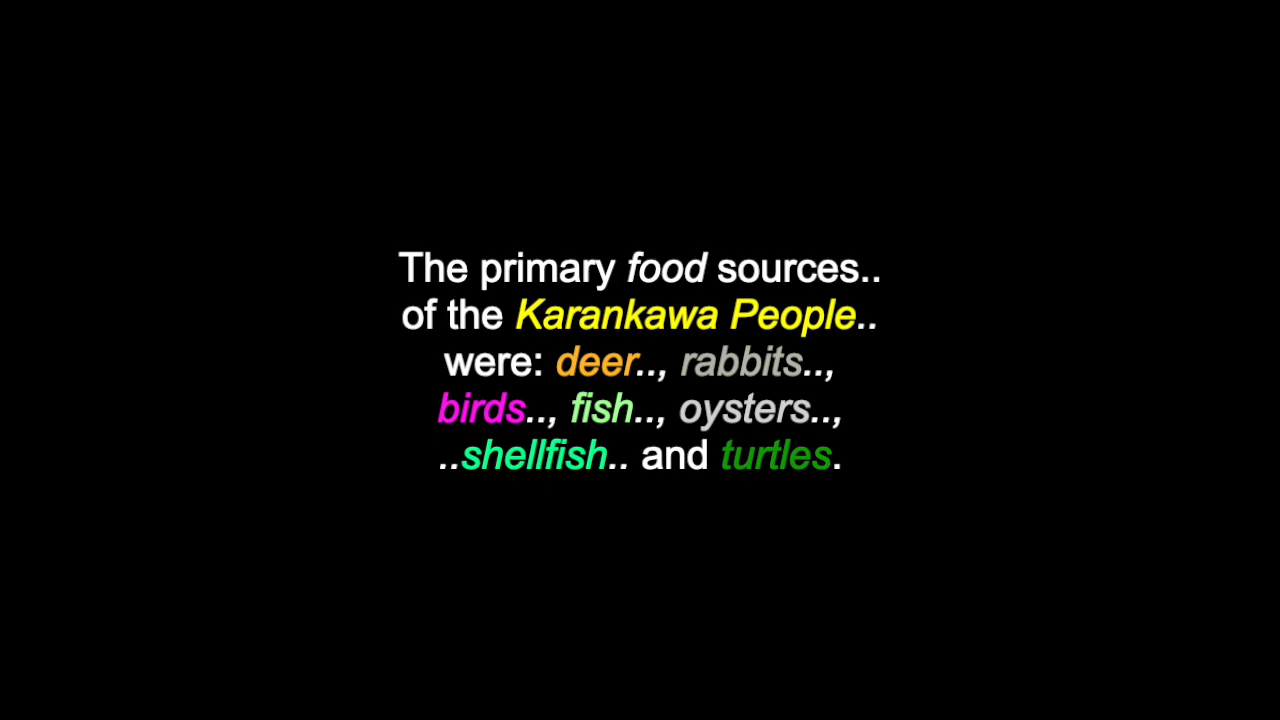 The primary food sources..
of the Karankawa People..
were: deer.., rabbits..,
birds.., fish.., oysters..,
..shellfish.. and turtles.